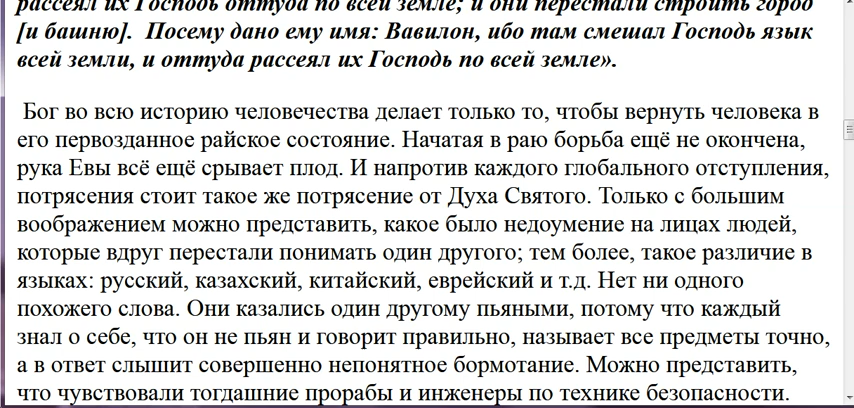 рассеял их Господь оттуда по всей земле; и они перестали строить город
[и башню]. Посему дано ему имя: Вавилон, ибо там смешал Господь язык
всей земли, и оттуда рассеял их Господь по всей земле».
Бог во всю историю человечества делает только то, чтобы вернуть человека в
его первозданное райское состояние. Начатая в раю борьба ещё не окончена,
рука Евы всё ещё срывает плод. И напротив каждого глобального отступления,
потрясения стоит такое же потрясение от Духа Святого. Только с большим
воображением можно представить, какое было недоумение на лицах людей,
которые вдруг перестали понимать один другого; тем более, такое различие в
языках: русский, казахский, китайский, еврейский и т.д. Нет ни одного
похожего слова. Они казались один другому пьяными, потому что каждый
знал о себе, что он не пьян и говорит правильно, называет все предметы точно,
а в ответ слышит совершенно непонятное бормотание. Можно представить,
что чувствовали тогдашние прорабы и инженеры по технике безопасности.